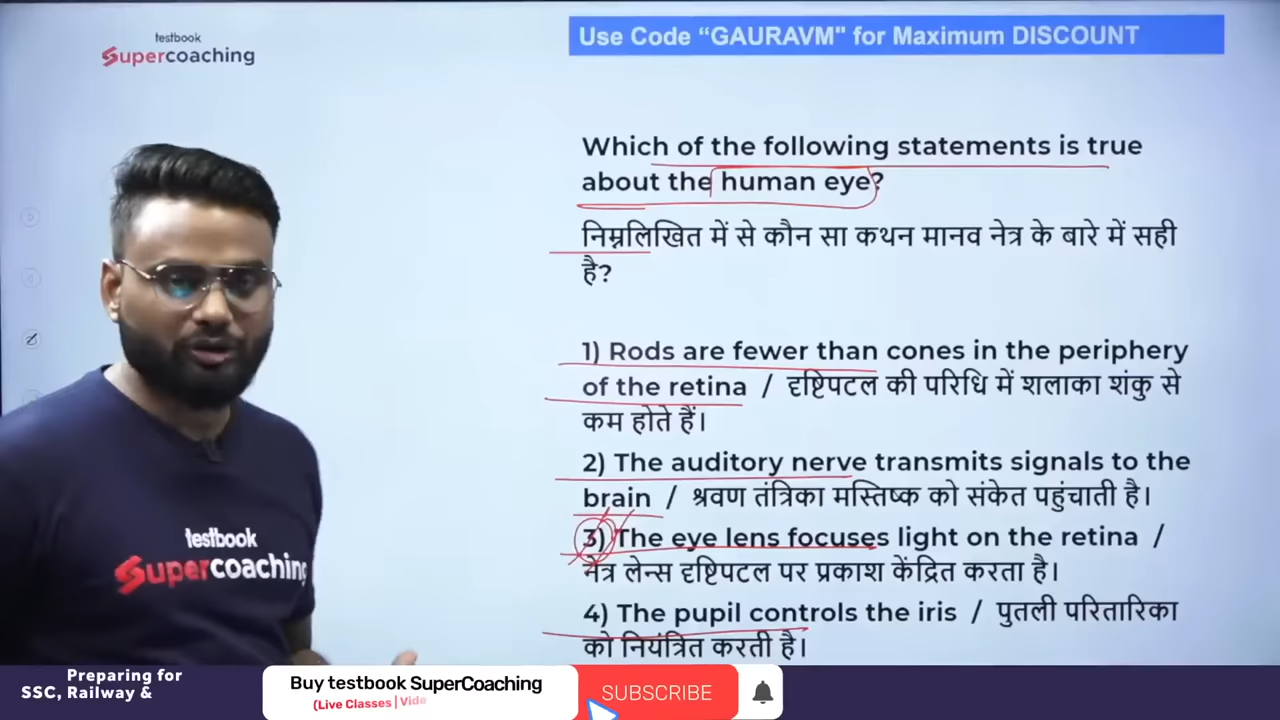 testbook
Supercoaching
Use Code “GAURAVM" for Maximum DISCOUNT
Which of the following statements is true
about the human eye?
निम्नलिखित में से कौन सा कथन मानव नेत्र के बारे में सही
है?
1) Rods are fewer than cones in the periphery
of the retina / दृष्टिपटल की परिधि में शलाका शंकु से
कम होते हैं।
2) The auditory nerve transmits signals to the
brain / श्रवण तंत्रिका मस्तिष्क को संकेत पहुंचाती है।
3) The eye lens focuses light on the retina /
नेत्र लेन्स दृष्टिपटल पर प्रकाश केंद्रित करता है।
4) The pupil controls the iris / पुतली परितारिका
को नियंत्रित करती है।
testbook
Supercoaching
Preparing for
SSC, Railway &
Buy testbook SuperCoaching
(Live Classes | Vide
SUBSCRIBE